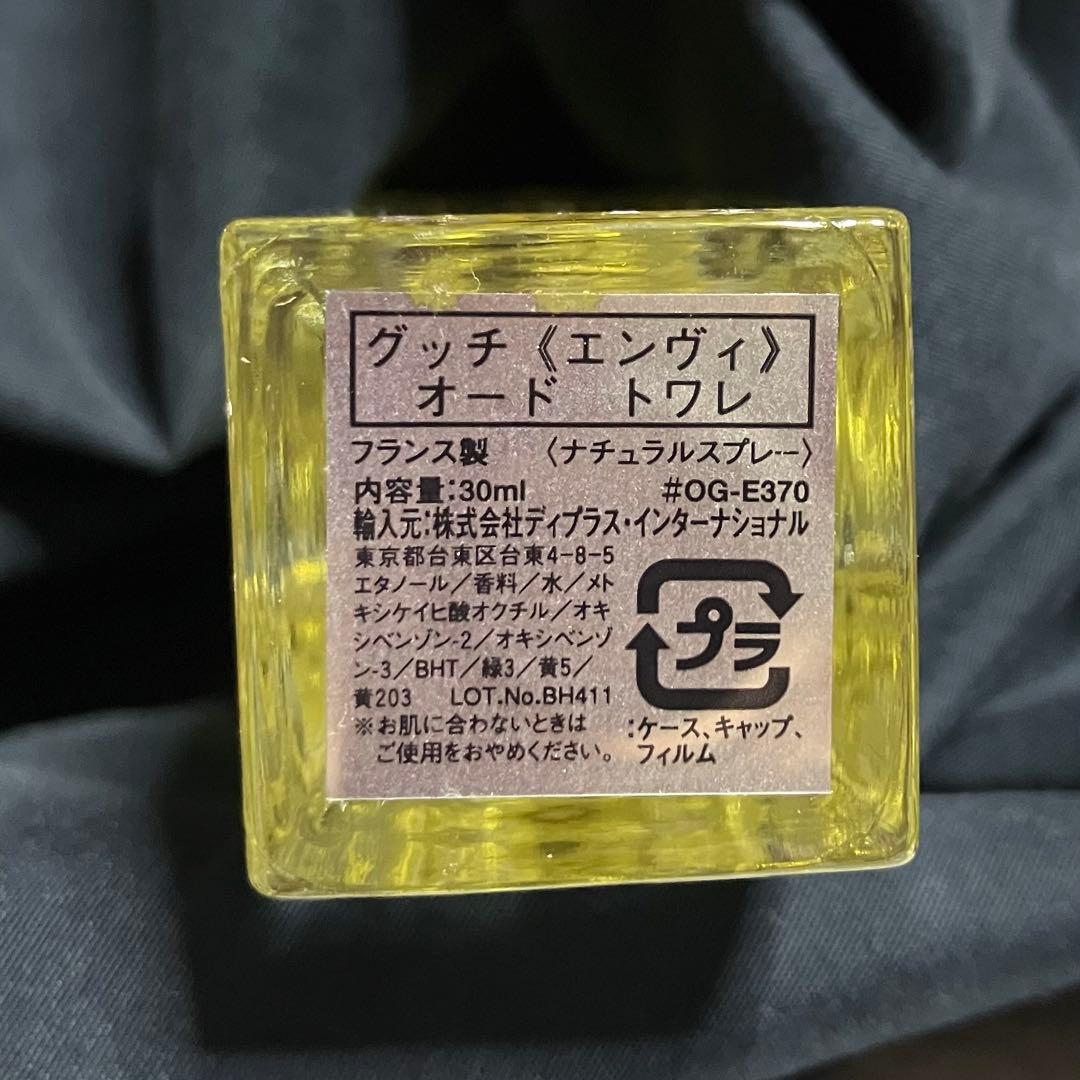 グッチ《エンヴィ》
オード トワレ
フランス製 〈ナチュラルスプレー〉
内容量:30ml #OG-E370
輸入元:株式会社ディプラス・インターナショナル
東京都台東区台東4-8-5
エタノール／香料／水／メト
キシケイヒ酸オクチル／オキ
シベンゾン-2／オキシベンゾ
ン-3／BHT／緑3／黄5／
黄203 LOT.No.BH411
※お肌に合わないときは
ご使用をおやめください。
プラ
:ケース、キャップ、
フィルム